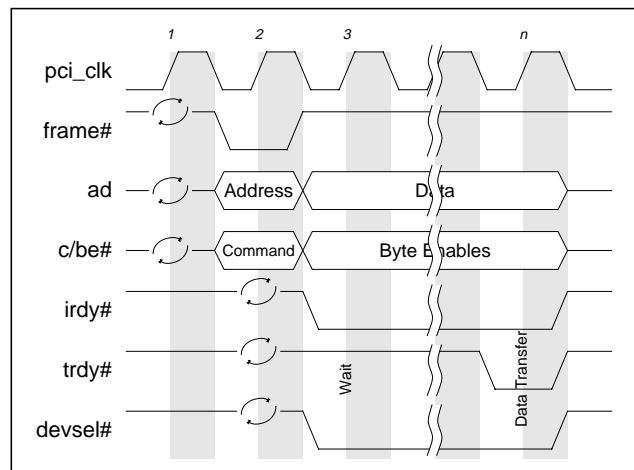 1 2 3 n
pci_clk
frame#
ad Address Data
c/be# Command Byte Enables
irdy#
trdy#
Wait
Data Transfer
devsel#